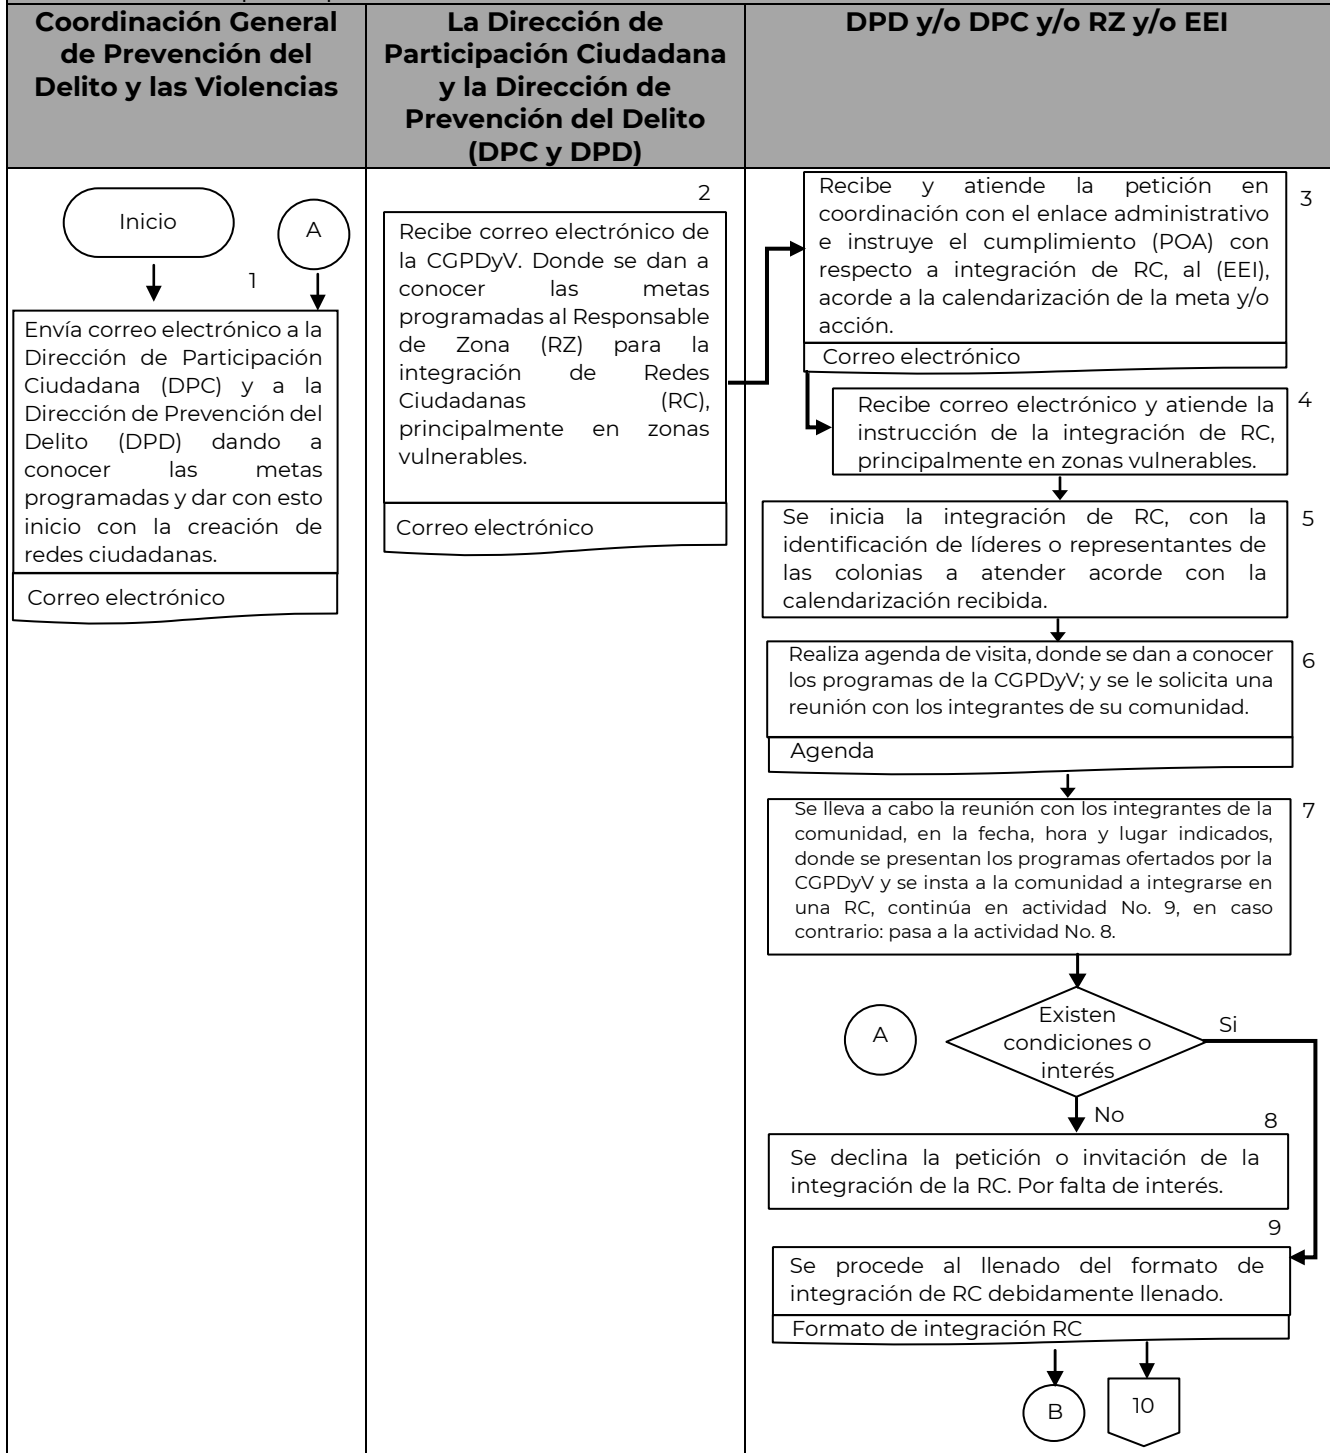 Coordinación General
de Prevención del
Delito y las Violencias
La Dirección de
Participación Ciudadana
y la Dirección de
Prevención del Delito
(DPC y DPD)
DPD y/o DPC y/o RZ y/o EEI
Inicio
A
1
Envía correo electrónico a la
Dirección de Participación
Ciudadana (DPC) y a la
Dirección de Prevención del
Delito (DPD) dando a
conocer las metas
programadas y dar con esto
inicio con la creación de
redes ciudadanas.
Correo electrónico
2
Recibe correo electrónico de
la CGPDyV. Donde se dan a
conocer las metas
programadas al Responsable
de Zona (RZ) para la
integración de Redes
Ciudadanas (RC),
principalmente en zonas
vulnerables.
Correo electrónico
3
Recibe y atiende la petición en
coordinación con el enlace administrativo
e instruye el cumplimiento (POA) con
respecto a integración de RC, al (EEI),
acorde a la calendarización de la meta y/o
acción.
Correo electrónico
4
Recibe correo electrónico y atiende la
instrucción de la integración de RC,
principalmente en zonas vulnerables.
5
Se inicia la integración de RC, con la
identificación de líderes o representantes de
las colonias a atender acorde con la
calendarización recibida.
6
Realiza agenda de visita, donde se dan a conocer
los programas de la CGPDyV; y se le solicita una
reunión con los integrantes de su comunidad.
Agenda
7
Se lleva a cabo la reunión con los integrantes de la
comunidad, en la fecha, hora y lugar indicados,
donde se presentan los programas ofertados por la
CGPDyV y se insta a la comunidad a integrarse en
una RC, continúa en actividad No. 9, en caso
contrario: pasa a la actividad No. 8.
A
Existen
condiciones o
interés
Si
No
8
Se declina la petición o invitación de la
integración de la RC. Por falta de interés.
9
Se procede al llenado del formato de
integración de RC debidamente llenado.
Formato de integración RC
B
10